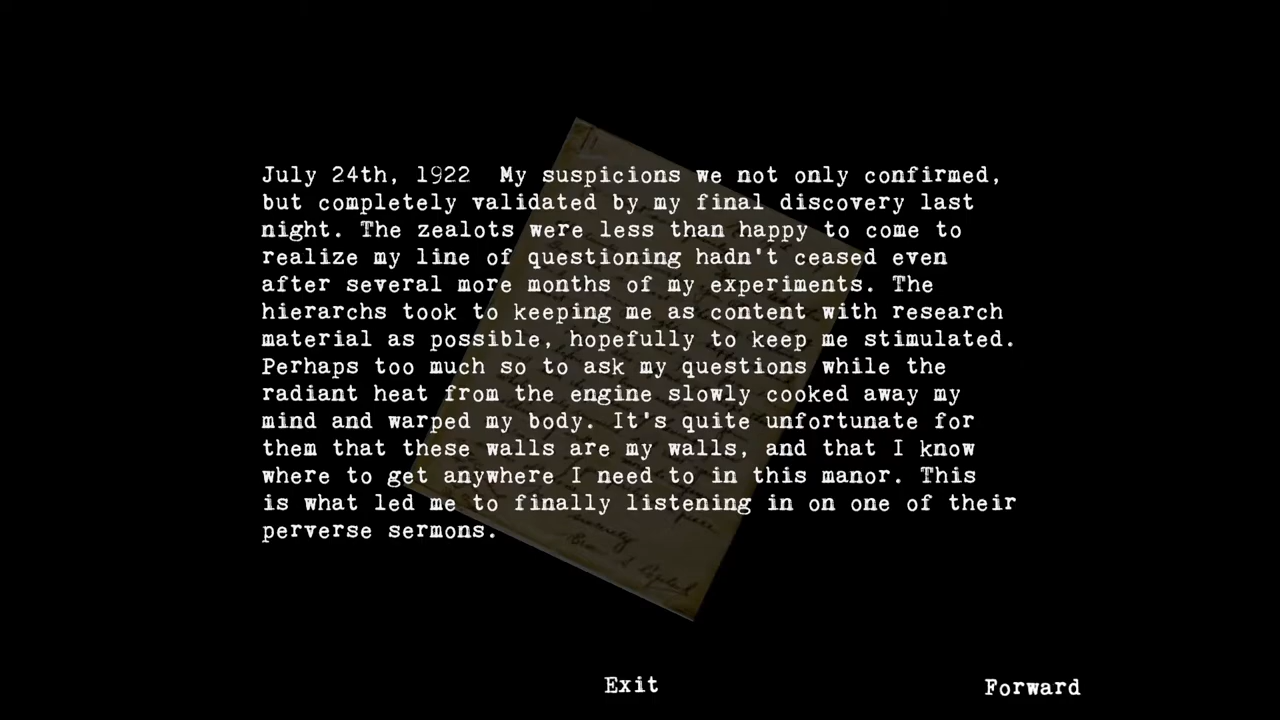 July 24th, 1922  My suspicions we not only confirmed,
but completely validated by my final discovery last
night. The zealots were less than happy to come to
realize my line of questioning hadn't ceased even
after several more months of my experiments. The
hierarchs took to keeping me as content with research
material as possible, hopefully to keep me stimulated.
Perhaps too much so to ask my questions while the
radiant heat from the engine slowly cooked away my
mind and warped my body. It's quite unfortunate for
them that these walls are my walls, and that I know
where to get anywhere I need to in this manor. This
is what led me to finally listening in on one of their
perverse sermons.
Exit
Forward